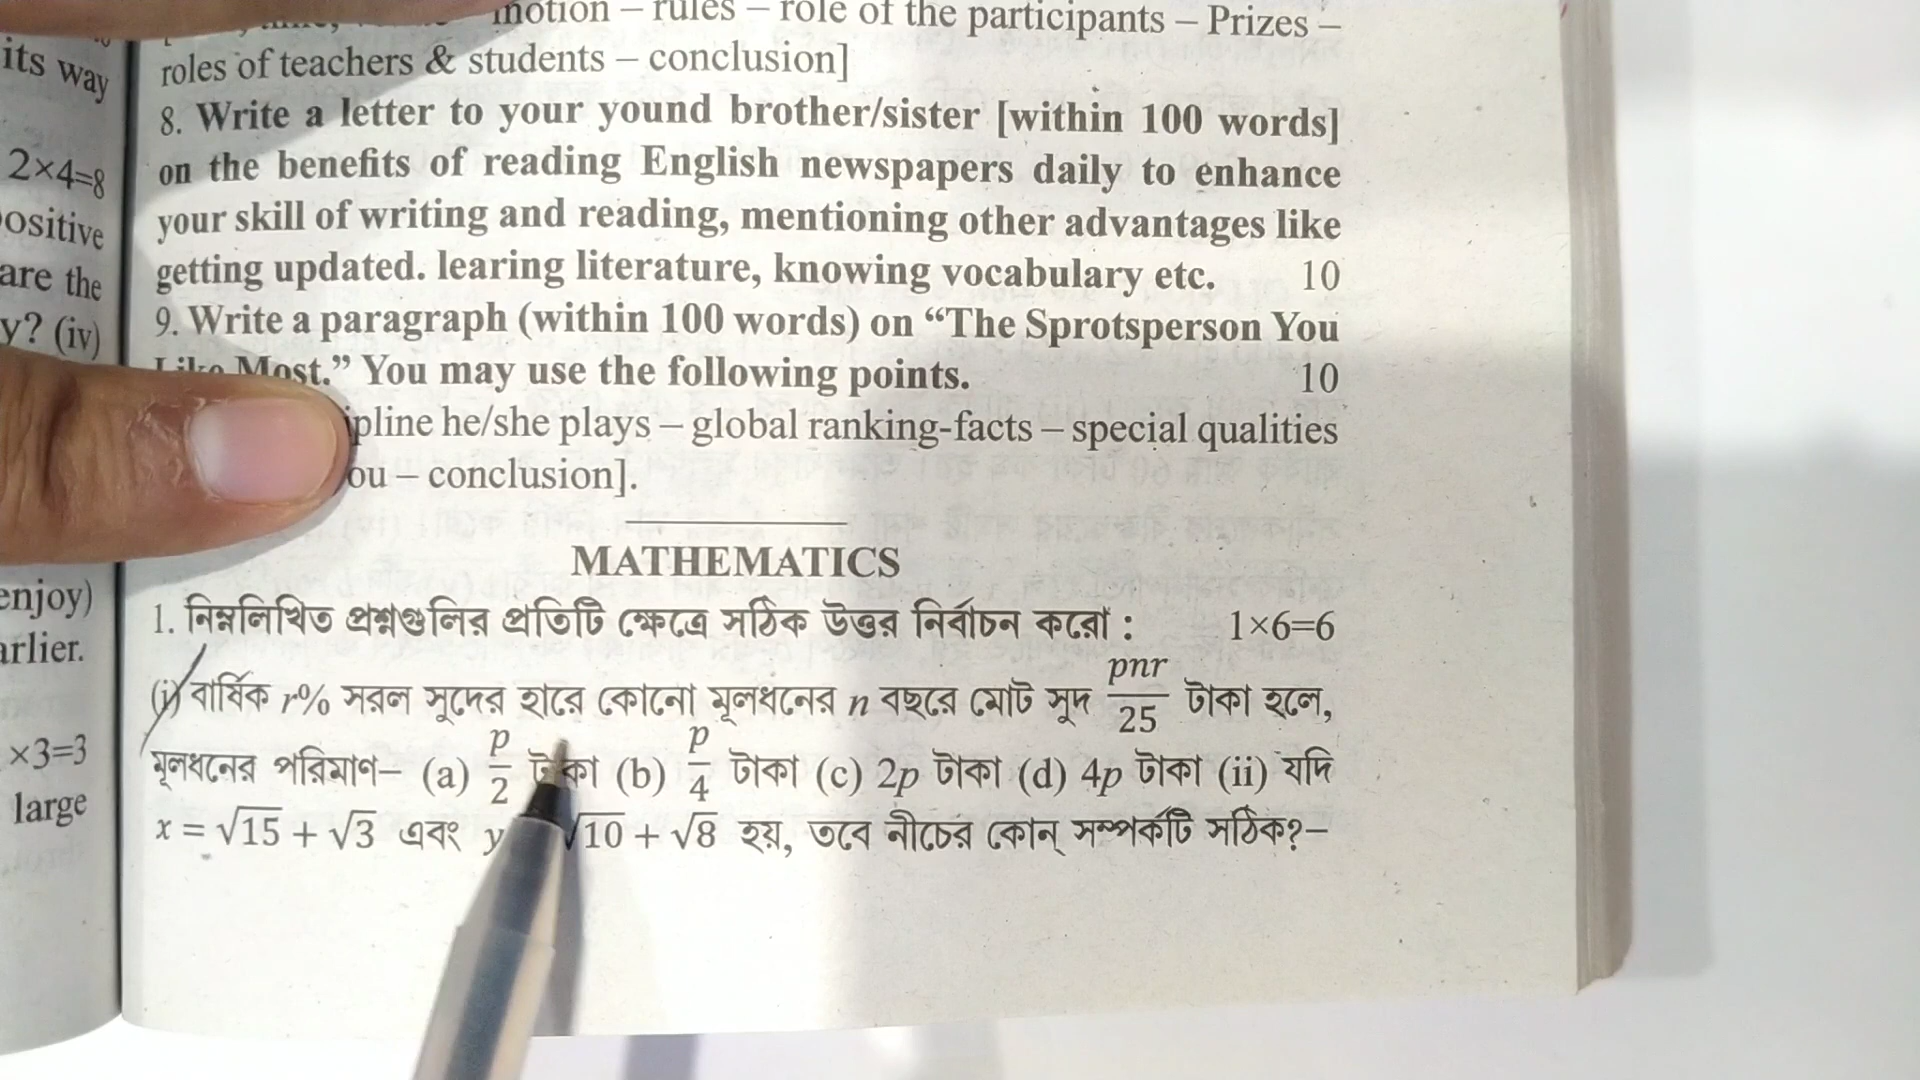 its way
2×4=8
ositive
are the
y? (iv)
enjoy)
arlier.
×3=3
large
motion – rules – role of the participants – Prizes –
roles of teachers & students – conclusion]
8. Write a letter to your yound brother/sister [within 100 words]
on the benefits of reading English newspapers daily to enhance
your skill of writing and reading, mentioning other advantages like
getting updated. learing literature, knowing vocabulary etc. 10
9. Write a paragraph (within 100 words) on “The Sprotsperson You
Like Most.” You may use the following points. 10
ipline he/she plays – global ranking-facts – special qualities
ou – conclusion].
MATHEMATICS
1. নিম্নলিখিত প্রশ্নগুলির প্রতিটি ক্ষেত্রে সঠিক উত্তর নির্বাচন করো : 1×6=6
(i) বার্ষিক r% সরল সুদের হারে কোনো মূলধনের n বছরে মোট সুদ pnr/25 টাকা হলে,
মূলধনের পরিমাণ– (a) p/2 টাকা (b) p/4 টাকা (c) 2p টাকা (d) 4p টাকা (ii) যদি
x = √15 + √3 এবং y √10 + √8 হয়, তবে নীচের কোন্ সম্পর্কটি সঠিক?–